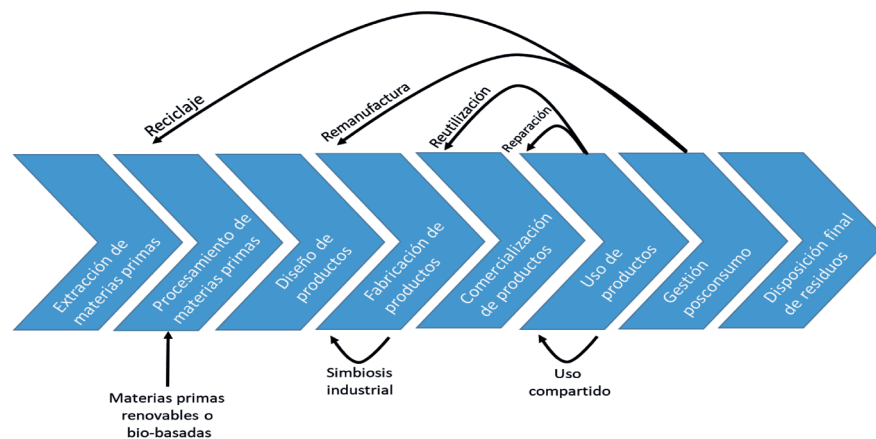 Reciclaje
Remanufactura
Reutilización
Reparación
Extracción de
materias primas
Procesamiento de
materias primas
Diseño de
productos
Fabricación de
productos
Comercialización
de productos
Uso de
productos
Gestión
posconsumo
Disposición final
de residuos
Materias primas
renovables o
bio-basadas
Simbiosis
industrial
Uso
compartido